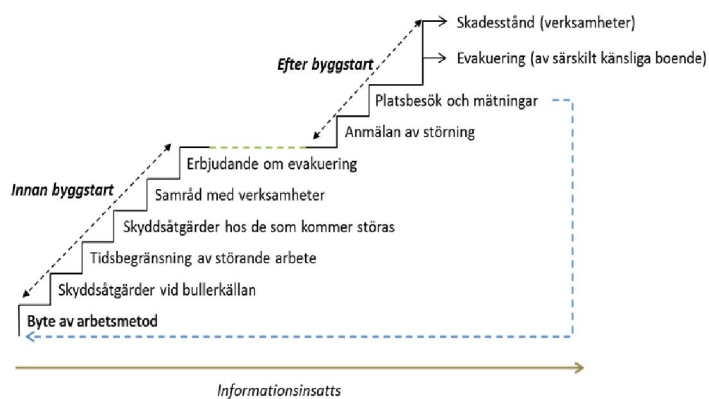 Skadesstånd (verksamheter)
Efter byggstart
Evakuering (av särskilt känsliga boende)
Platsbesök och mätningar
Anmälan av störning
Erbjudande om evakuering
Innan byggstart
Samråd med verksamheter
Skyddsåtgärder hos de som kommer störas
Tidsbegränsning av störande arbete
Skyddsåtgärder vid bullerkällan
Byte av arbetsmetod
Informationsinsatts